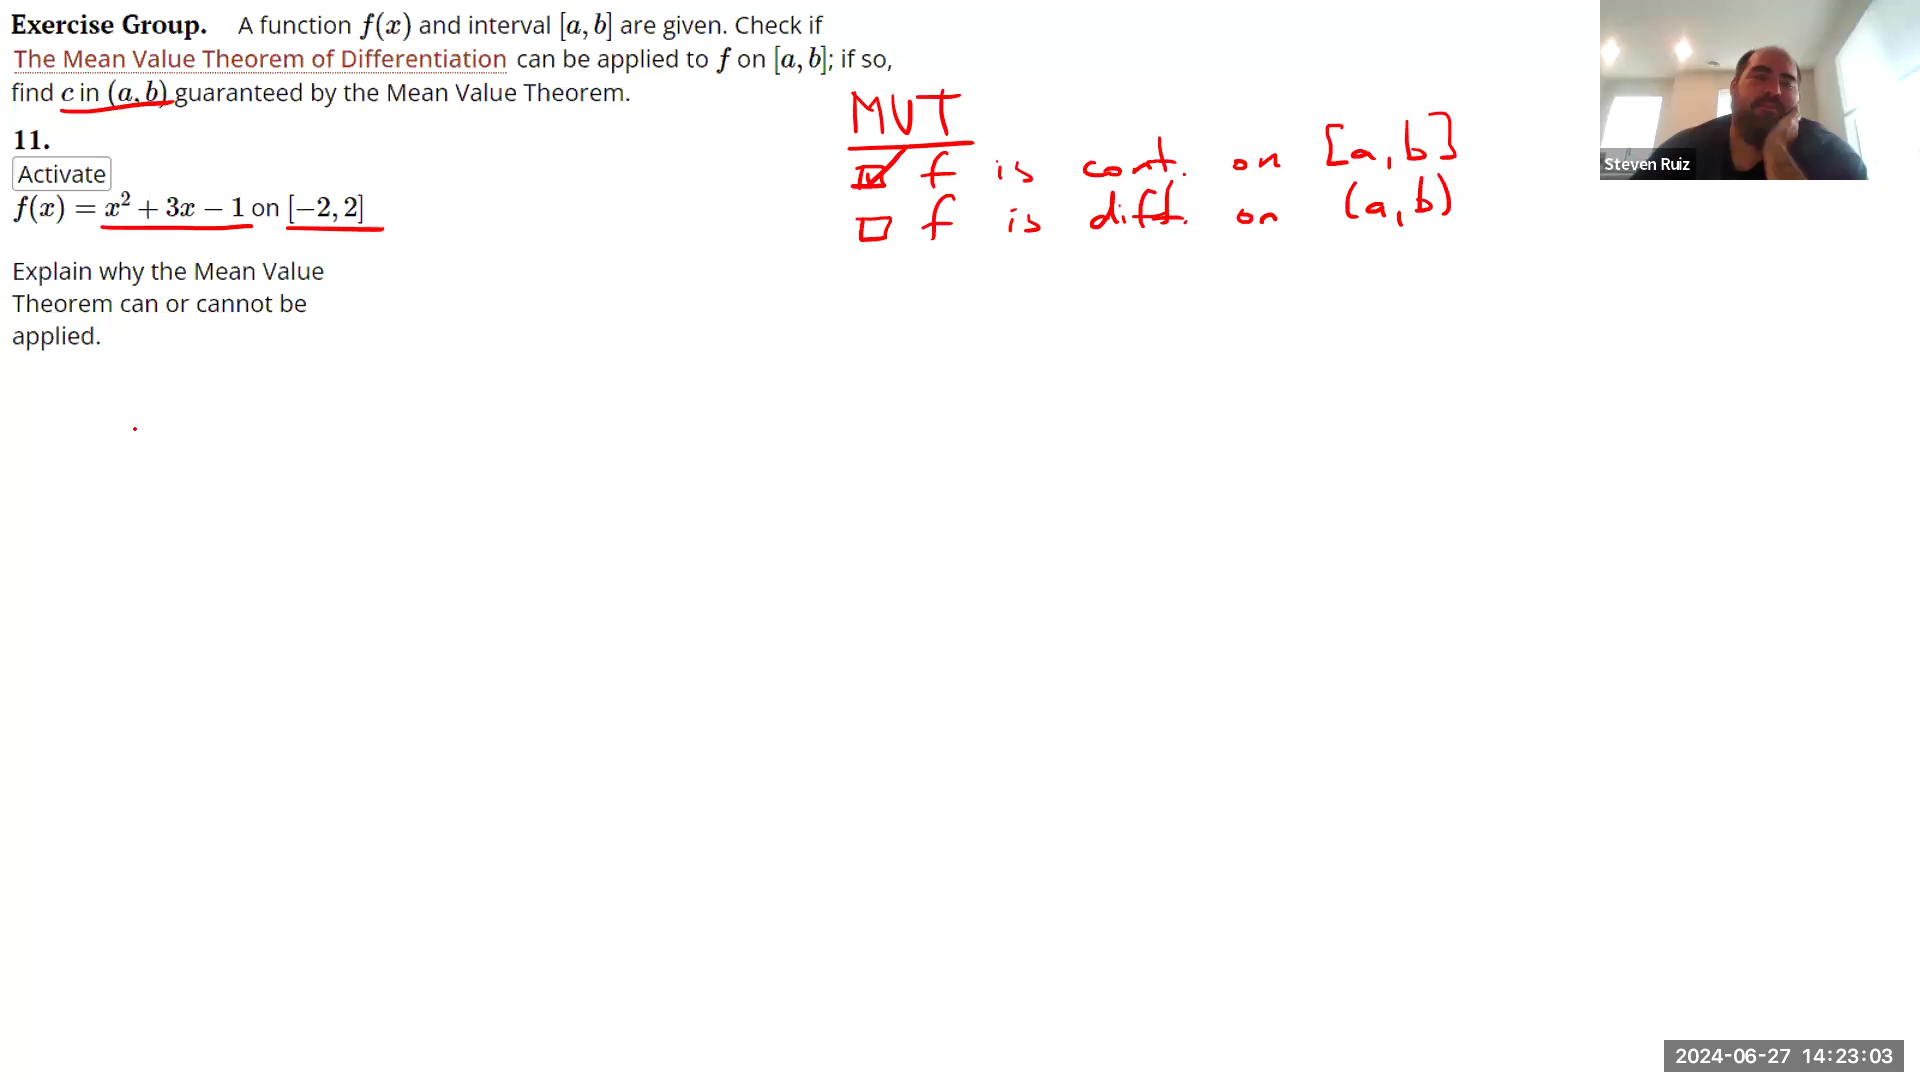 Exercise Group. A function f(x) and interval [a, b] are given. Check if
The Mean Value Theorem of Differentiation can be applied to f on [a, b]; if so,
find c in (a, b) guaranteed by the Mean Value Theorem.
11.
Activate
f(x) = x² + 3x − 1 on [−2, 2]
Explain why the Mean Value
Theorem can or cannot be
applied.
MVT
☑ f is cont. on [a, b]
☐ f is diff. on (a, b)
Steven Ruiz
2024-06-27 14:23:03